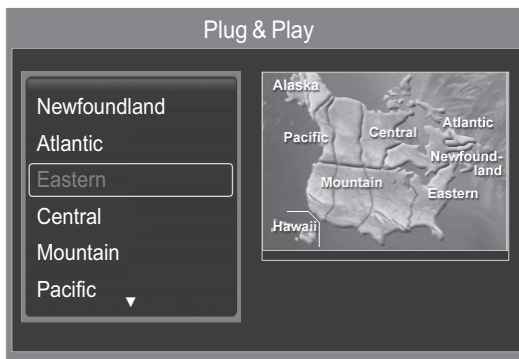 Plug & Play
Newfoundland
Atlantic
Eastern
Central
Mountain
Pacific
▼
Alaska
Pacific
Central
Atlantic
Newfound-
land
Mountain
Eastern
Hawaii